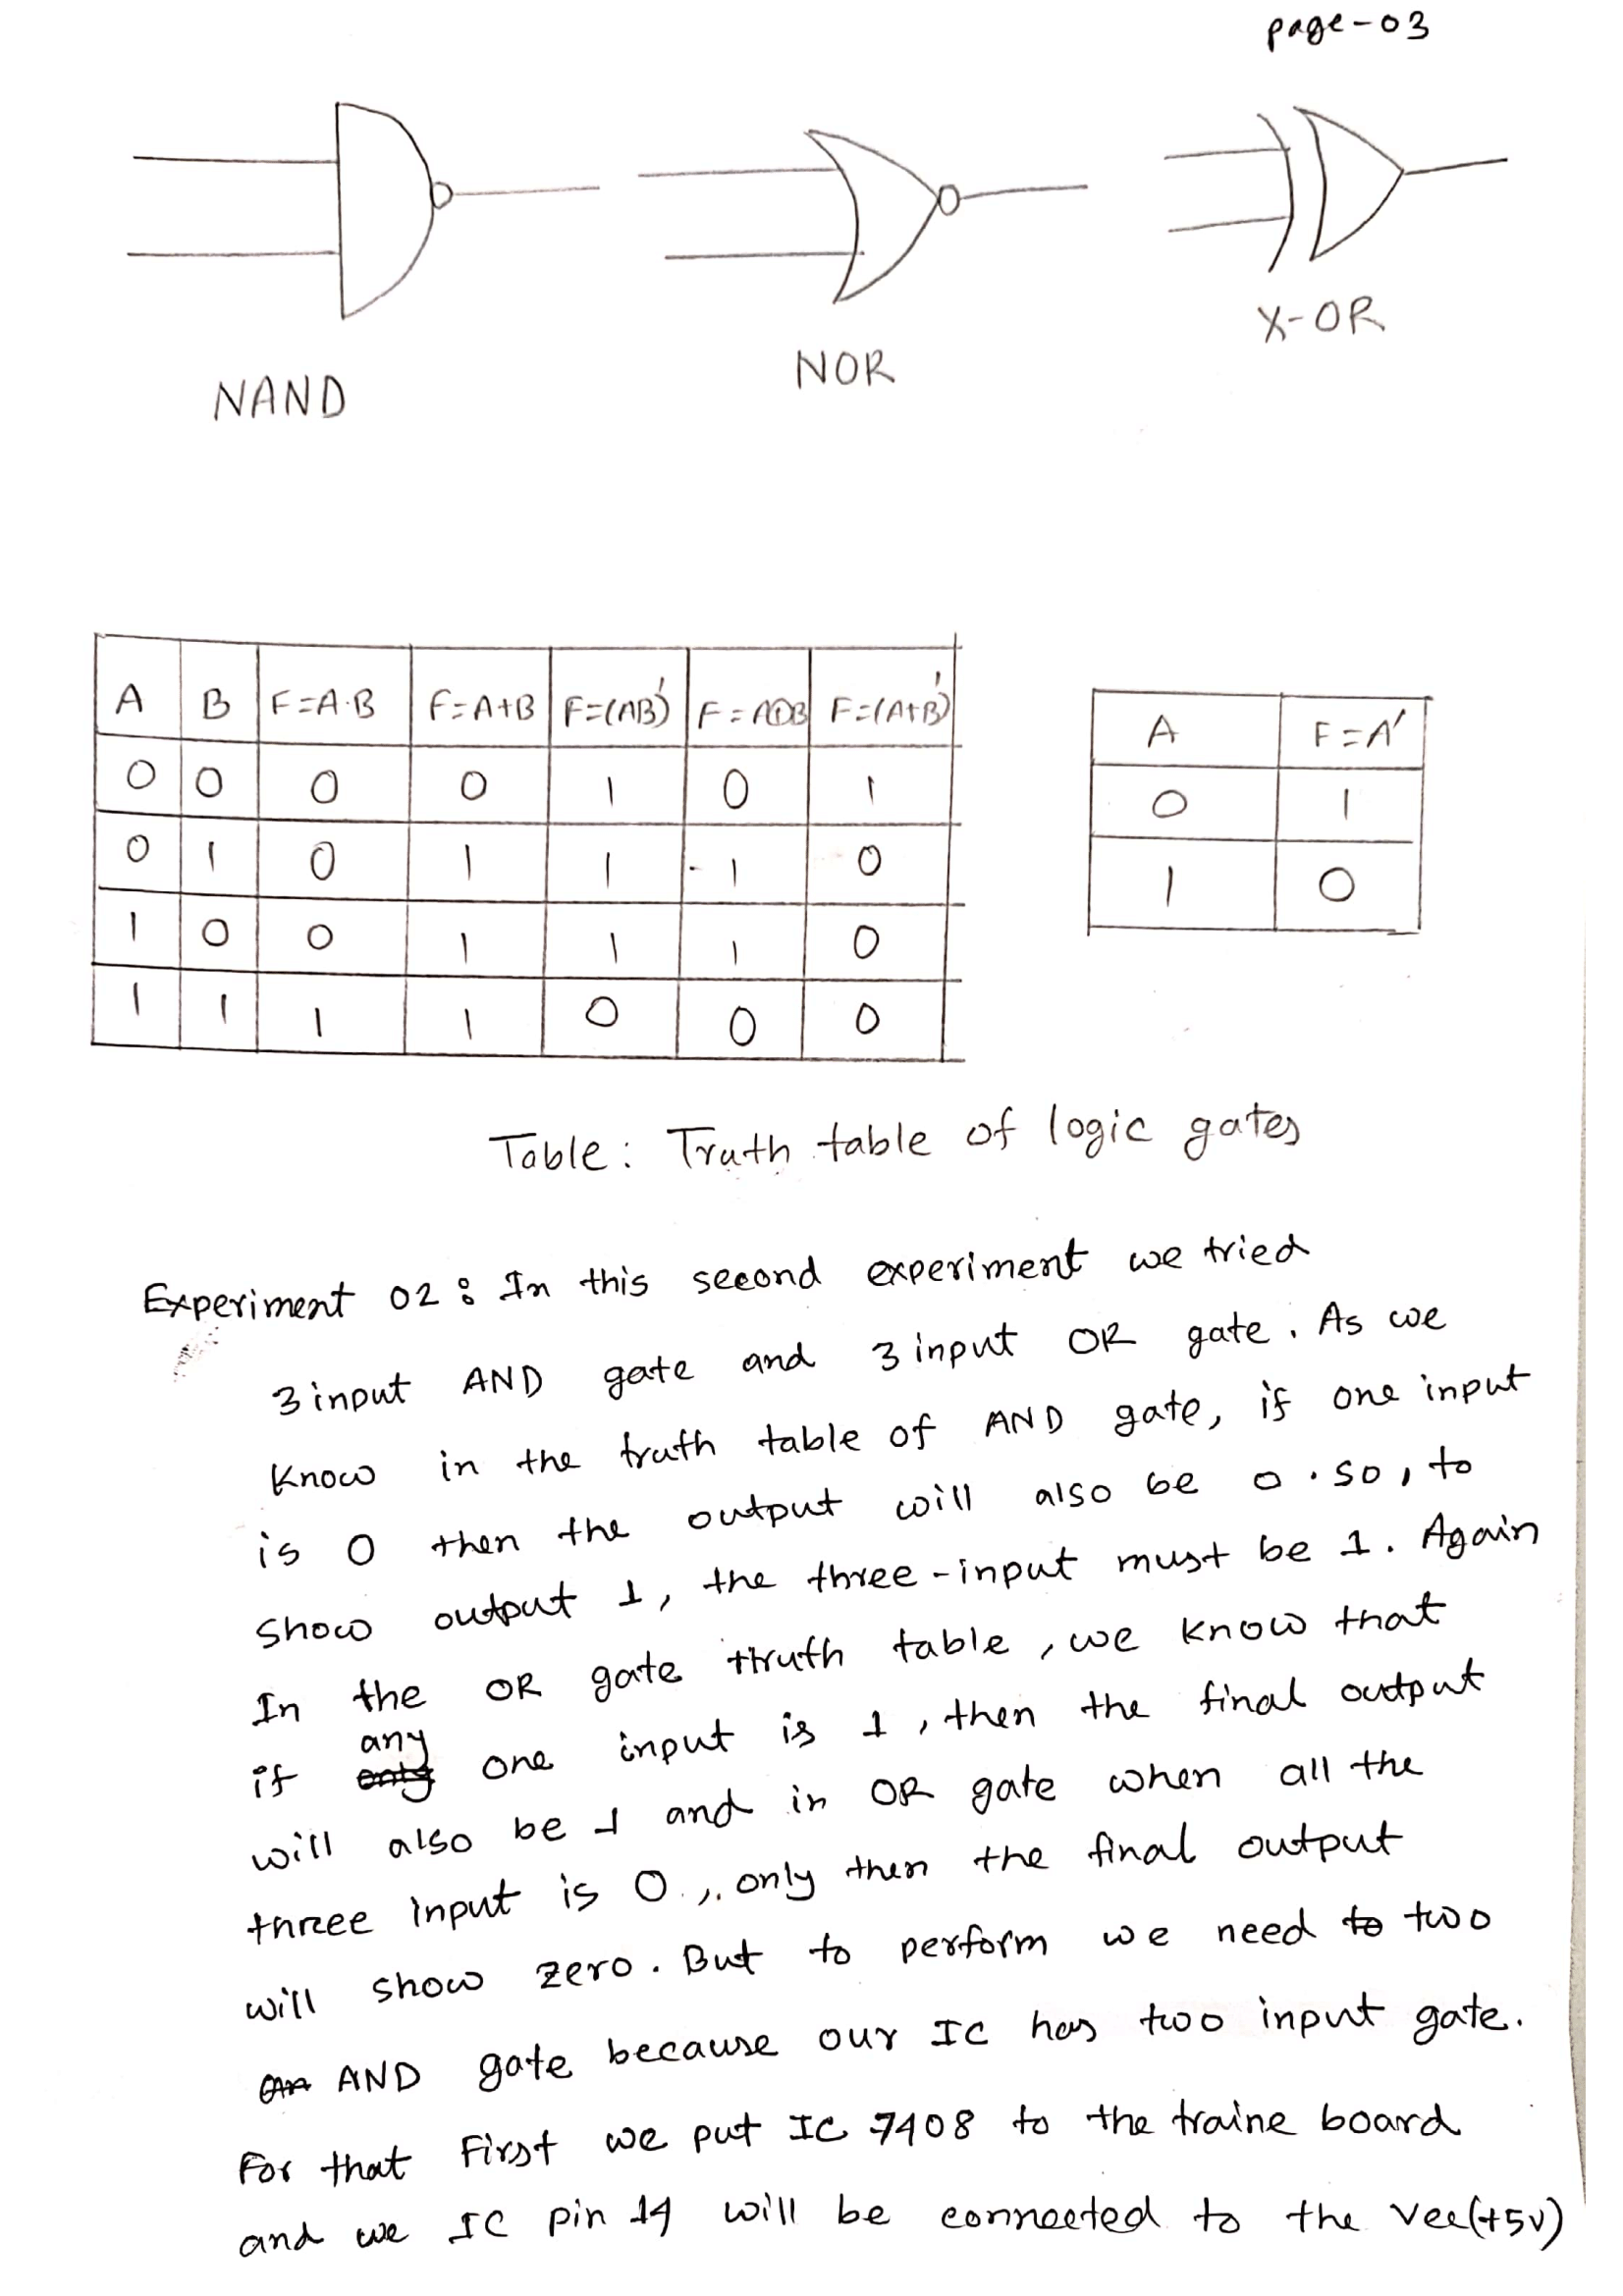 page-03
NAND
NOR
X-OR
A B F=A·B F=A+B F=(AB)' F=A⊕B F=(A+B)'
0 0 0 0 1 0 1
0 1 0 1 1 1 0
1 0 0 1 1 1 0
1 1 1 1 0 0 0
A F=A'
0 1
1 0
Table: Truth table of logic gates
Experiment 02: In this second experiment we tried
3 input AND gate and 3 input OR gate. As we
know in the truth table of AND gate, if one input
is 0 then the output will also be 0. so, to
show output 1, the three-input must be 1. Again
In the OR gate ttruth table, we know that
if any one input is 1, then the final output
will also be 1 and in OR gate when all the
three input is 0, only then the final output
will show zero. But to perform we need to two
an AND gate because our IC has two input gate.
For that First we put IC 7408 to the traine board
and we IC pin 14 will be connected to the vcc(+5v)